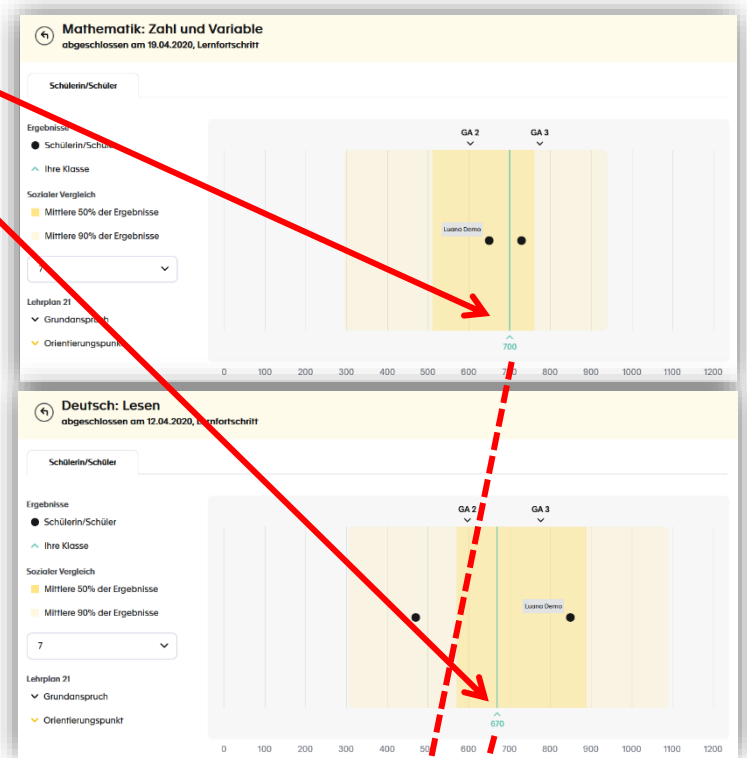 Mathematik: Zahl und Variable
abgeschlossen am 19.04.2020, Lernfortschritt
Schülerin/Schüler
Ergebnisse
Schülerin/Schüler
Ihre Klasse
Sozialer Vergleich
Mittlere 50% der Ergebnisse
Mittlere 90% der Ergebnisse
7
Lehrplan 21
Grundanspruch
Orientierungspunkt
GA 2 GA 3
Luana Demo
700
0 100 200 300 400 500 600 700 800 900 1000 1100 1200
Deutsch: Lesen
abgeschlossen am 12.04.2020, Lernfortschritt
Schülerin/Schüler
Ergebnisse
Schülerin/Schüler
Ihre Klasse
Sozialer Vergleich
Mittlere 50% der Ergebnisse
Mittlere 90% der Ergebnisse
7
Lehrplan 21
Grundanspruch
Orientierungspunkt
GA 2 GA 3
Luana Demo
670
0 100 200 300 400 500 600 700 800 900 1000 1100 1200